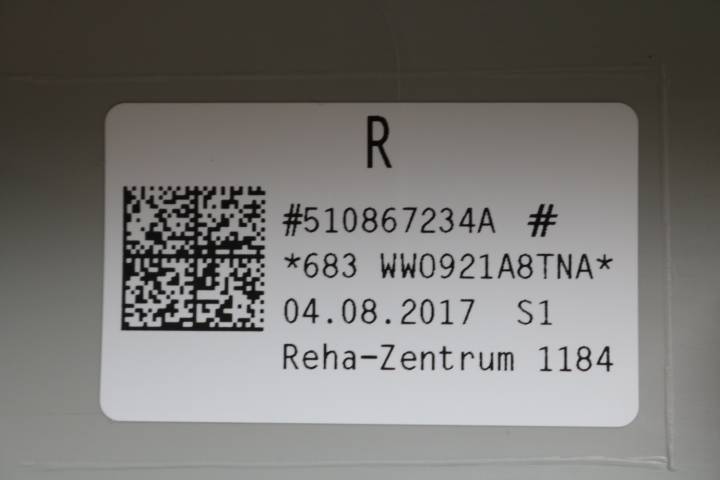 R
#510867234A #
*683 WW0921A8TNA*
04.08.2017 S1
Reha-Zentrum 1184